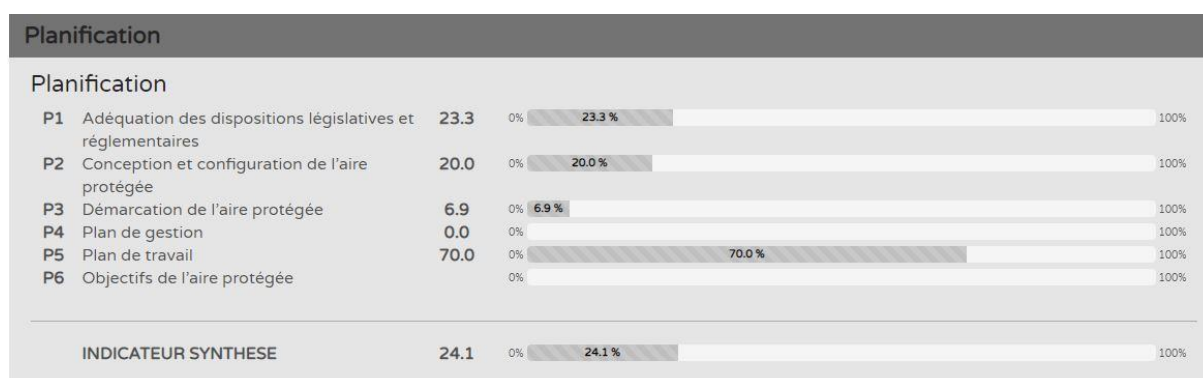 Planification
Planification
P1 Adéquation des dispositions législatives et 23.3 0% 23.3 % 100%
réglementaires
P2 Conception et configuration de l'aire 20.0 0% 20.0 % 100%
protégée
P3 Démarcation de l'aire protégée 6.9 0% 6.9 % 100%
P4 Plan de gestion 0.0 0% 100%
P5 Plan de travail 70.0 0% 70.0 % 100%
P6 Objectifs de l'aire protégée 0% 100%
INDICATEUR SYNTHESE 24.1 0% 24.1 % 100%